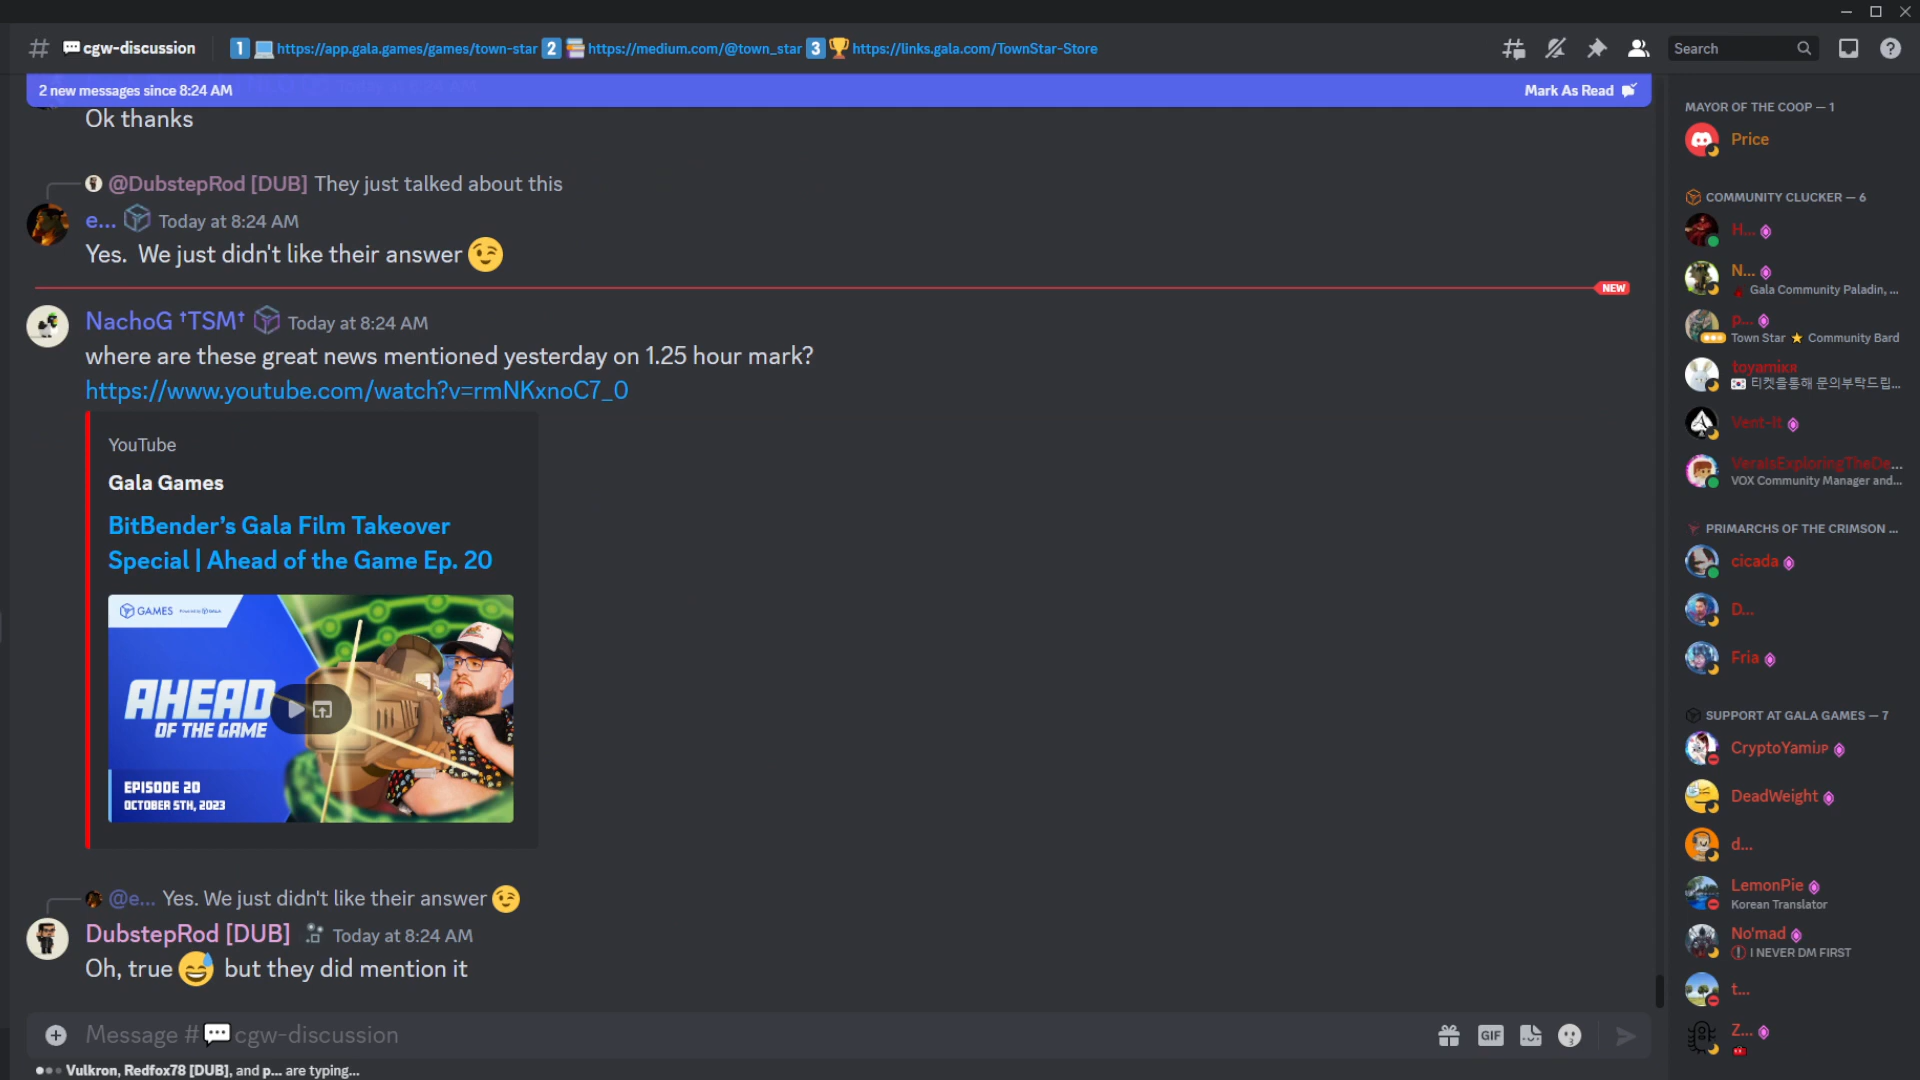 cgw-discussion
1 https://app.gala.games/games/town-star 2 https://medium.com/@town_star 3 https://links.gala.com/TownStar-Store
Search
2 new messages since 8:24 AM
Mark As Read
Ok thanks
@DubstepRod [DUB] They just talked about this
e... Today at 8:24 AM
Yes. We just didn't like their answer 😉
NEW
NachoG †TSM† Today at 8:24 AM
where are these great news mentioned yesterday on 1.25 hour mark?
https://www.youtube.com/watch?v=rmNKxnoC7_0
YouTube
Gala Games
BitBender's Gala Film Takeover
Special | Ahead of the Game Ep. 20
GAMES
AHEAD
OF THE GAME
EPISODE 20
OCTOBER 5TH, 2023
@e... Yes. We just didn't like their answer 😉
DubstepRod [DUB] Today at 8:24 AM
Oh, true 😅 but they did mention it
Message #💬cgw-discussion
GIF
Vulkron, Redfox78 [DUB], and p... are typing...
MAYOR OF THE COOP — 1
Price
COMMUNITY CLUCKER — 6
H...
N...
Gala Community Paladin, ...
p...
Town Star ⭐ Community Bard
toyamiKR
🇰🇷 티켓을통해 문의부탁드립...
Vent-It
VeraIsExploringTheDe...
VOX Community Manager and...
PRIMARCHS OF THE CRIMSON ...
cicada
D...
Fria
SUPPORT AT GALA GAMES — 7
CryptoYamiJP
DeadWeight
d...
LemonPie
Korean Translator
No'mad
I NEVER DM FIRST
t...
Z...